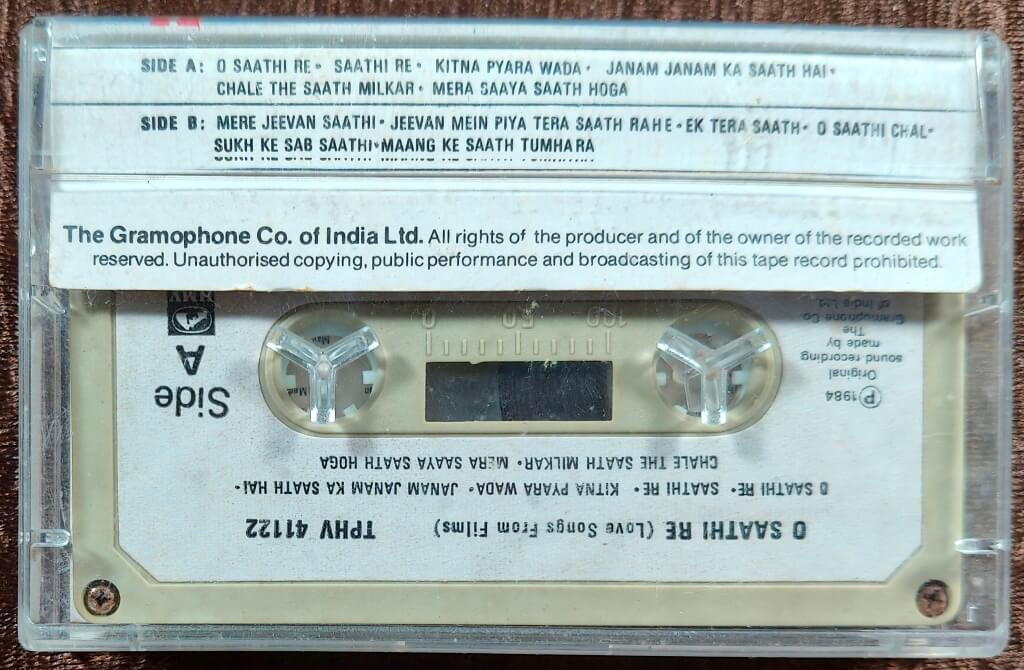 SIDE A: O SAATHI RE• SAATHI RE• KITNA PYARA WADA• JANAM JANAM KA SAATH HAI•
CHALE THE SAATH MILKAR• MERA SAAYA SAATH HOGA
SIDE B: MERE JEEVAN SAATHI•JEEVAN MEIN PIYA TERA SAATH RAHE•EK TERA SAATH• O SAATHI CHAL•
SUKH KE SAB SAATHI•MAANG KE SAATH TUMHARA
The Gramophone Co. of India Ltd. All rights of the producer and of the owner of the recorded work
reserved. Unauthorised copying, public performance and broadcasting of this tape record prohibited.
O SAATHI RE (Love Songs From Films) TPHV 41122
O SAATHI RE• SAATHI RE• KITNA PYARA WADA• JANAM JANAM KA SAATH HAI•
CHALE THE SAATH MILKAR• MERA SAAYA SAATH HOGA
Ⓟ 1984
Original
sound recording
made by
The
Gramophone Co.
of India Ltd.
Side
A
HMV
0 50 100